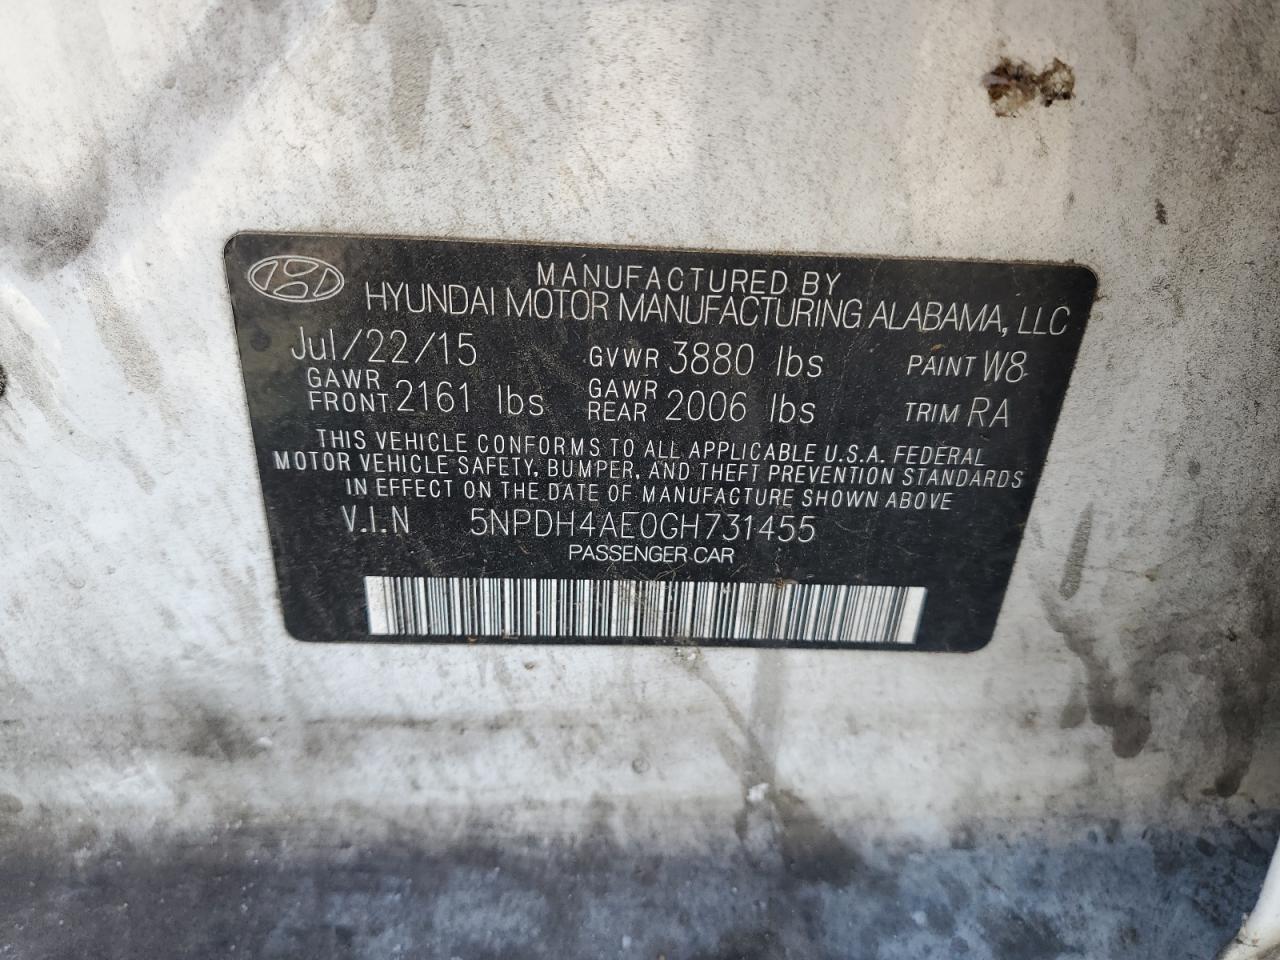 MANUFACTURED BY
HYUNDAI MOTOR MANUFACTURING ALABAMA, LLC
Jul/22/15 GVWR 3880 lbs PAINT W8
GAWR FRONT 2161 lbs GAWR REAR 2006 lbs TRIM RA
THIS VEHICLE CONFORMS TO ALL APPLICABLE U.S.A. FEDERAL
MOTOR VEHICLE SAFETY, BUMPER, AND THEFT PREVENTION STANDARDS
IN EFFECT ON THE DATE OF MANUFACTURE SHOWN ABOVE
V.I.N 5NPDH4AE0GH731455
PASSENGER CAR